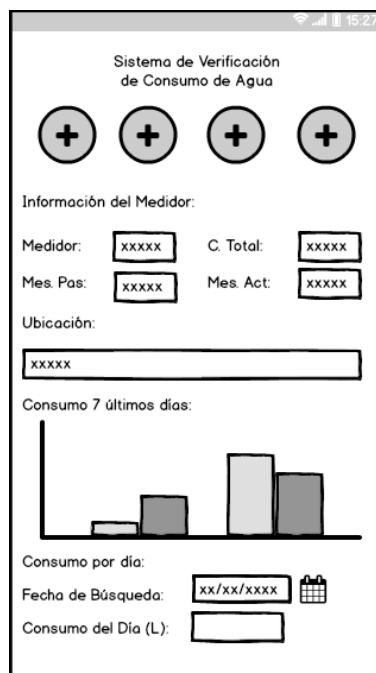 15:27
Sistema de Verificación
de Consumo de Agua
Información del Medidor:
Medidor: xxxxx C. Total: xxxxx
Mes. Pas: xxxxx Mes. Act: xxxxx
Ubicación:
xxxxx
Consumo 7 últimos días:
Consumo por día:
Fecha de Búsqueda: xx/xx/xxxx
Consumo del Día (L):